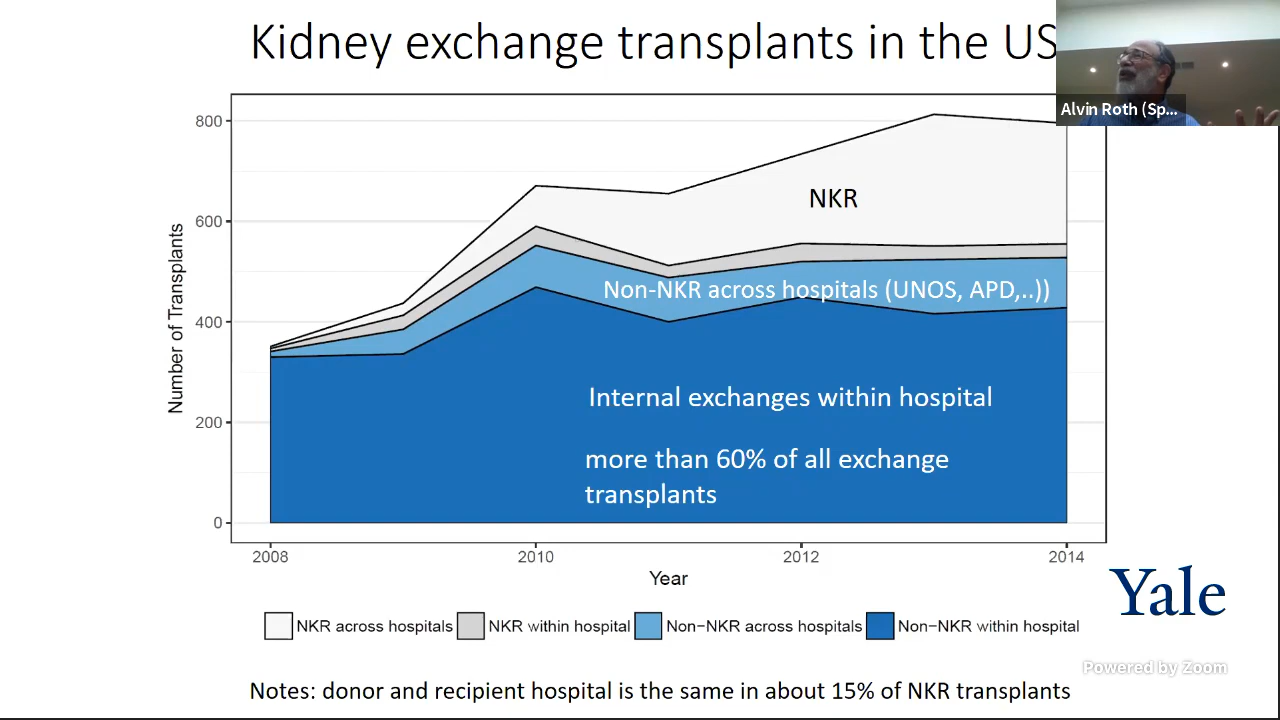 Kidney exchange transplants in the US
Alvin Roth (Sp...
800
600
400
200
0
Number of Transplants
NKR
Non-NKR across hospitals (UNOS, APD,..))
Internal exchanges within hospital
more than 60% of all exchange
transplants
2008
2010
2012
2014
Year
NKR across hospitals
NKR within hospital
Non−NKR across hospitals
Non−NKR within hospital
Yale
Powered by Zoom
Notes: donor and recipient hospital is the same in about 15% of NKR transplants